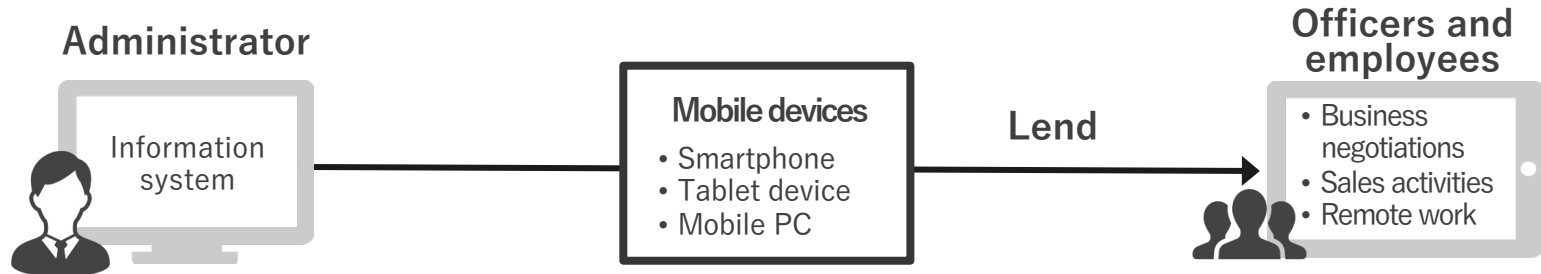 Administrator
Information
system
Mobile devices
• Smartphone
• Tablet device
• Mobile PC
Lend
Officers and
employees
• Business
negotiations
• Sales activities
• Remote work